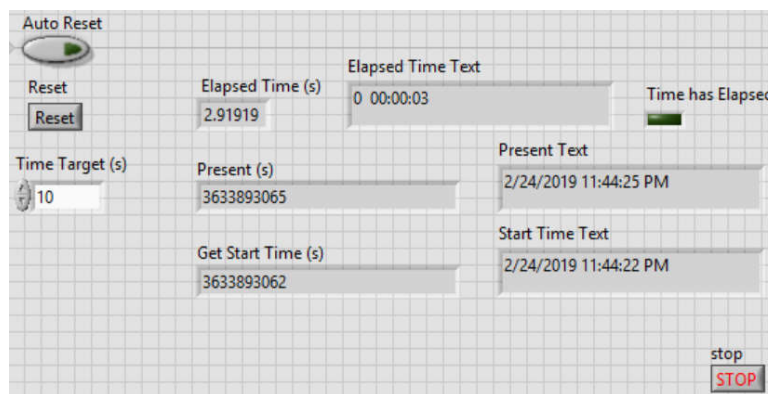 Auto Reset
Elapsed Time Text
Reset
Elapsed Time (s)
0 00:00:03
Time has Elapsed
Reset
2.91919
Time Target (s)
Present (s)
Present Text
10
3633893065
2/24/2019 11:44:25 PM
Get Start Time (s)
Start Time Text
3633893062
2/24/2019 11:44:22 PM
stop
STOP